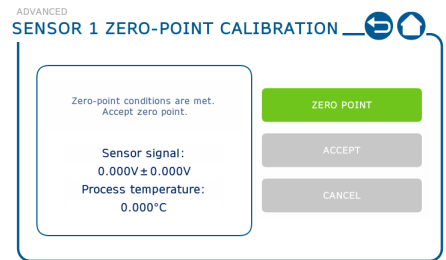 ADVANCED
SENSOR 1 ZERO-POINT CALIBRATION
Zero-point conditions are met.
Accept zero point.
Sensor signal:
0.000V ± 0.000V
Process temperature:
0.000°C
ZERO POINT
ACCEPT
CANCEL